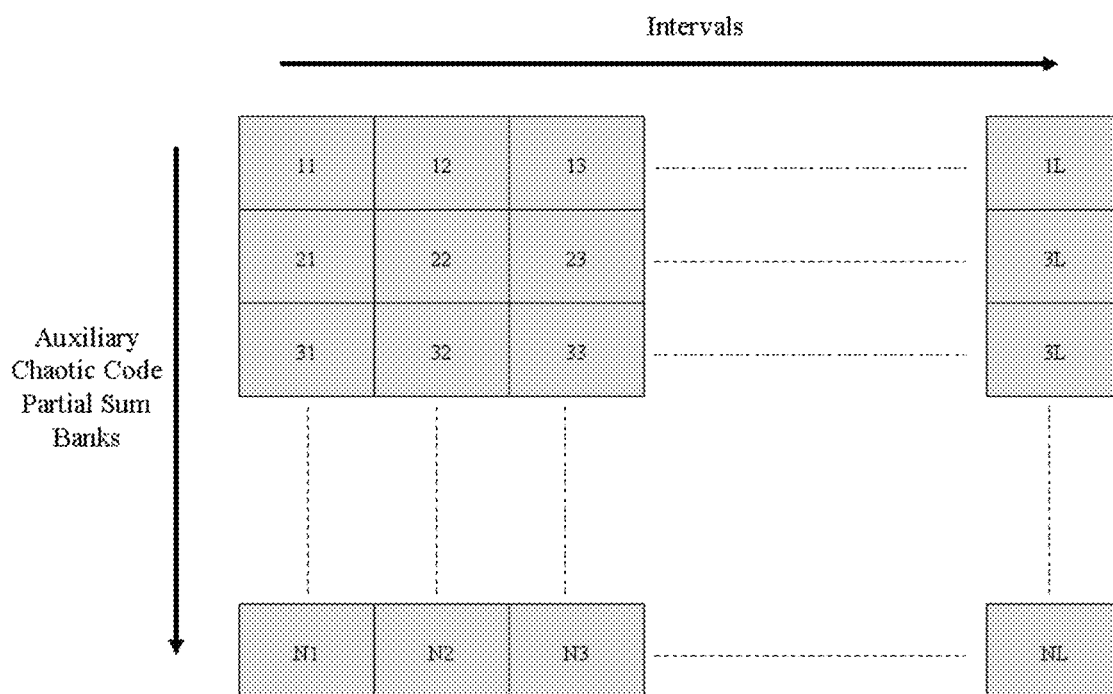 Intervals
11 12 13 1L
21 22 23 3L
31 32 33 3L
Auxiliary
Chaotic Code
Partial Sum
Banks
N1 N2 N3 NL